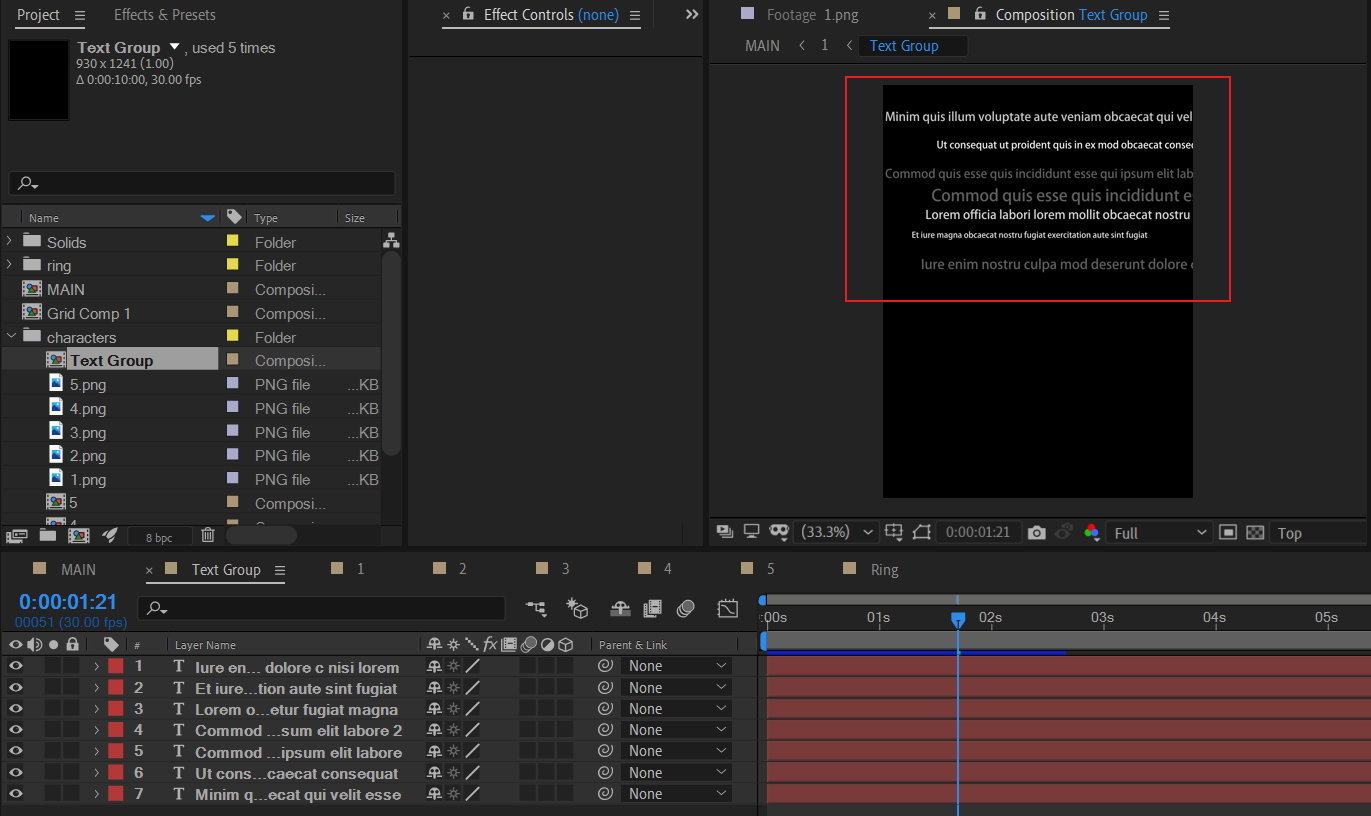 Project
Effects & Presets
Text Group , used 5 times
930 x 1241 (1.00)
Δ 0:00:10:00, 30.00 fps
Name Type Size
Solids Folder
ring Folder
MAIN Composi...
Grid Comp 1 Composi...
characters Folder
Text Group Composi...
5.png PNG file ...KB
4.png PNG file ...KB
3.png PNG file ...KB
2.png PNG file ...KB
1.png PNG file ...KB
5 Composi...
8 bpc
× Effect Controls (none)
Footage 1.png × Composition Text Group
MAIN < 1 < Text Group
Minim quis illum voluptate aute veniam obcaecat qui vel
Ut consequat ut proident quis in ex mod obcaecat conse
Commod quis esse quis incididunt esse qui ipsum elit lab
Commod quis esse quis incididunt e
Lorem officia labori lorem mollit obcaecat nostru
Et iure magna obcaecat nostru fugiat exercitation aute sint fugiat
Iure enim nostru culpa mod deserunt dolore
(33.3%) 0:00:01:21 Full Top
MAIN × Text Group 1 2 3 4 5 Ring
0:00:01:21
00051 (30.00 fps)
:00s 01s 02s 03s 04s 05s
# Layer Name fx Parent & Link
1 T Iure en... dolore c nisi lorem None
2 T Et iure...tion aute sint fugiat None
3 T Lorem o...etur fugiat magna None
4 T Commod ...sum elit labore 2 None
5 T Commod ...ipsum elit labore None
6 T Ut cons...caecat consequat None
7 T Minim q...ecat qui velit esse None